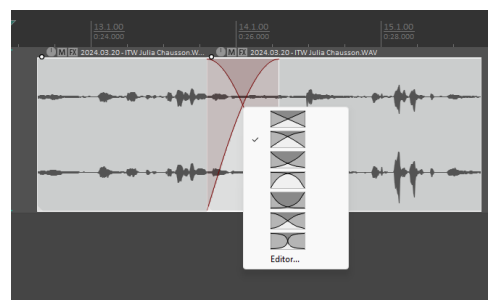 13.1.00 14.1.00 15.1.00
0:24.000 0:26.000 0:28.000
M FX 2024.03.20 - ITW Julia Chausson.W... M FX 2024.03.20 - ITW Julia Chausson.WAV
Editor...